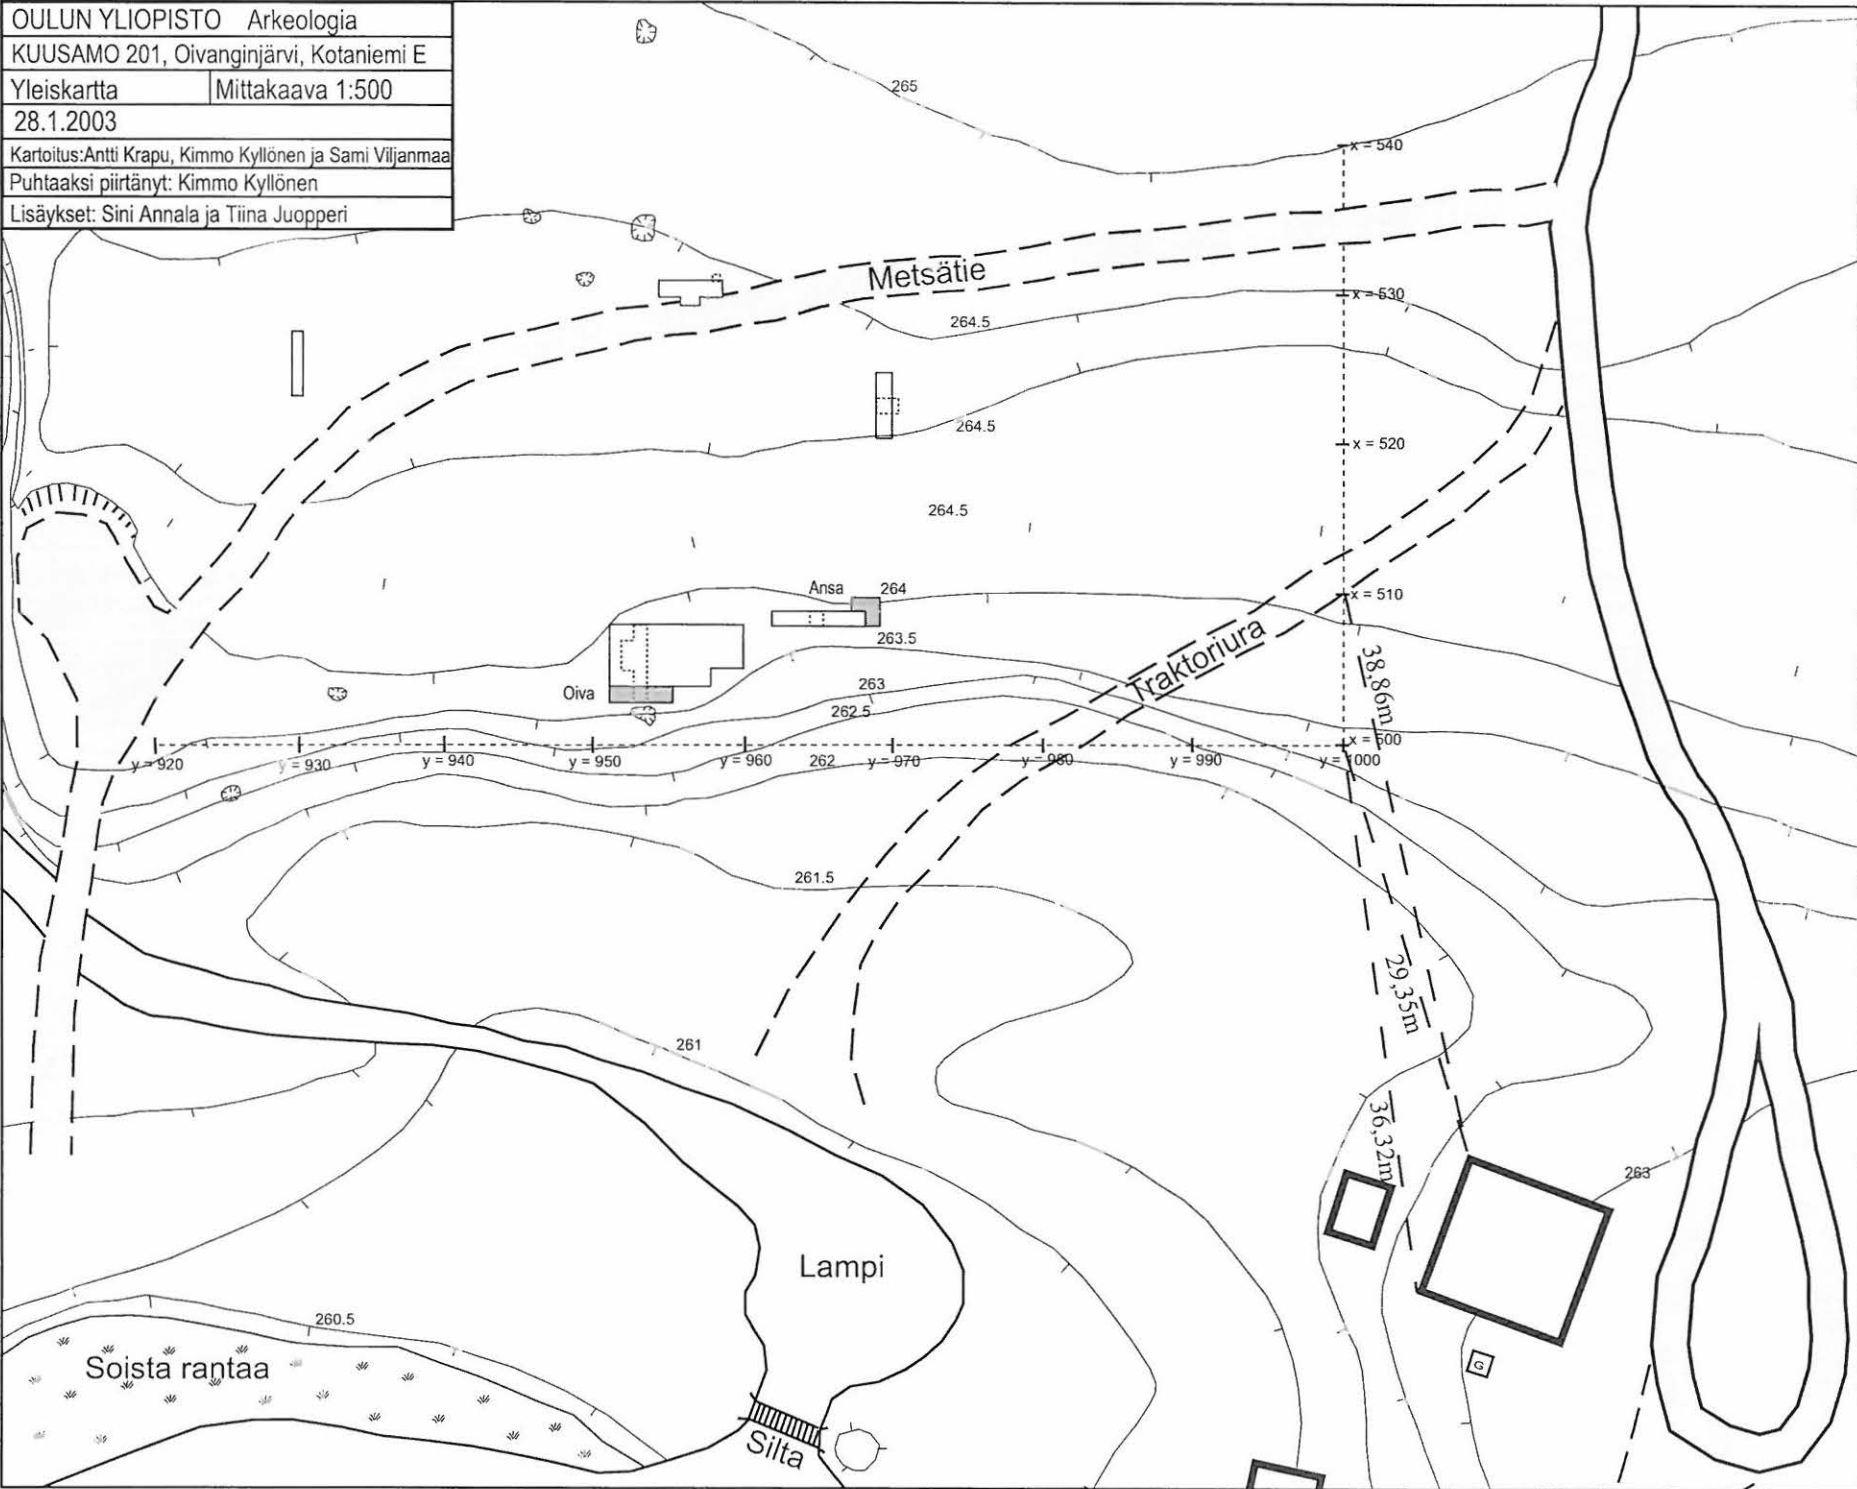 OULUN YLIOPISTO Arkeologia
KUUSAMO 201, Oivanginjärvi, Kotaniemi E
Yleiskartta Mittakaava 1:500
28.1.2003
Kartoitus:Antti Krapu, Kimmo Kyllönen ja Sami Viljanmaa
Puhtaaksi piirtänyt: Kimmo Kyllönen
Lisäykset: Sini Annala ja Tiina Juopperi
265
x = 540
Metsätie
x = 530
264.5
264.5
x = 520
264.5
Ansa
264
x = 510
263.5
Traktoriura
38,86m
Oiva
263
262.5
x = 500
y = 920
y = 930
y = 940
y = 950
y = 960
262
y = 970
y = 980
y = 990
y = 1000
261.5
29,35m
261
36,32m
263
Lampi
260.5
Soista rantaa
G
Silta